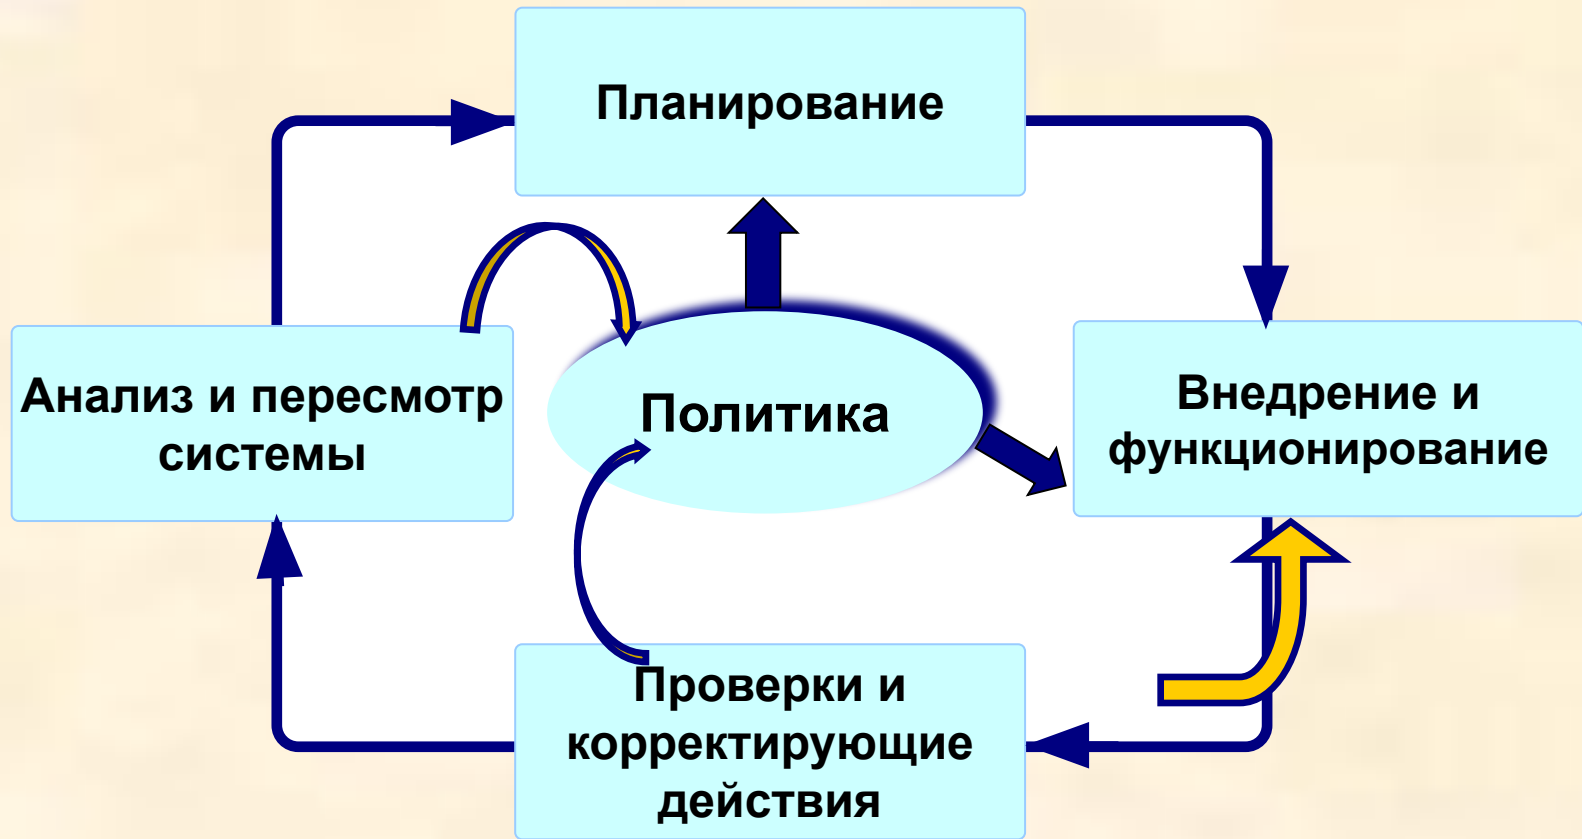 Планирование
Анализ и пересмотр
системы
Политика
Внедрение и
функционирование
Проверки и
корректирующие
действия